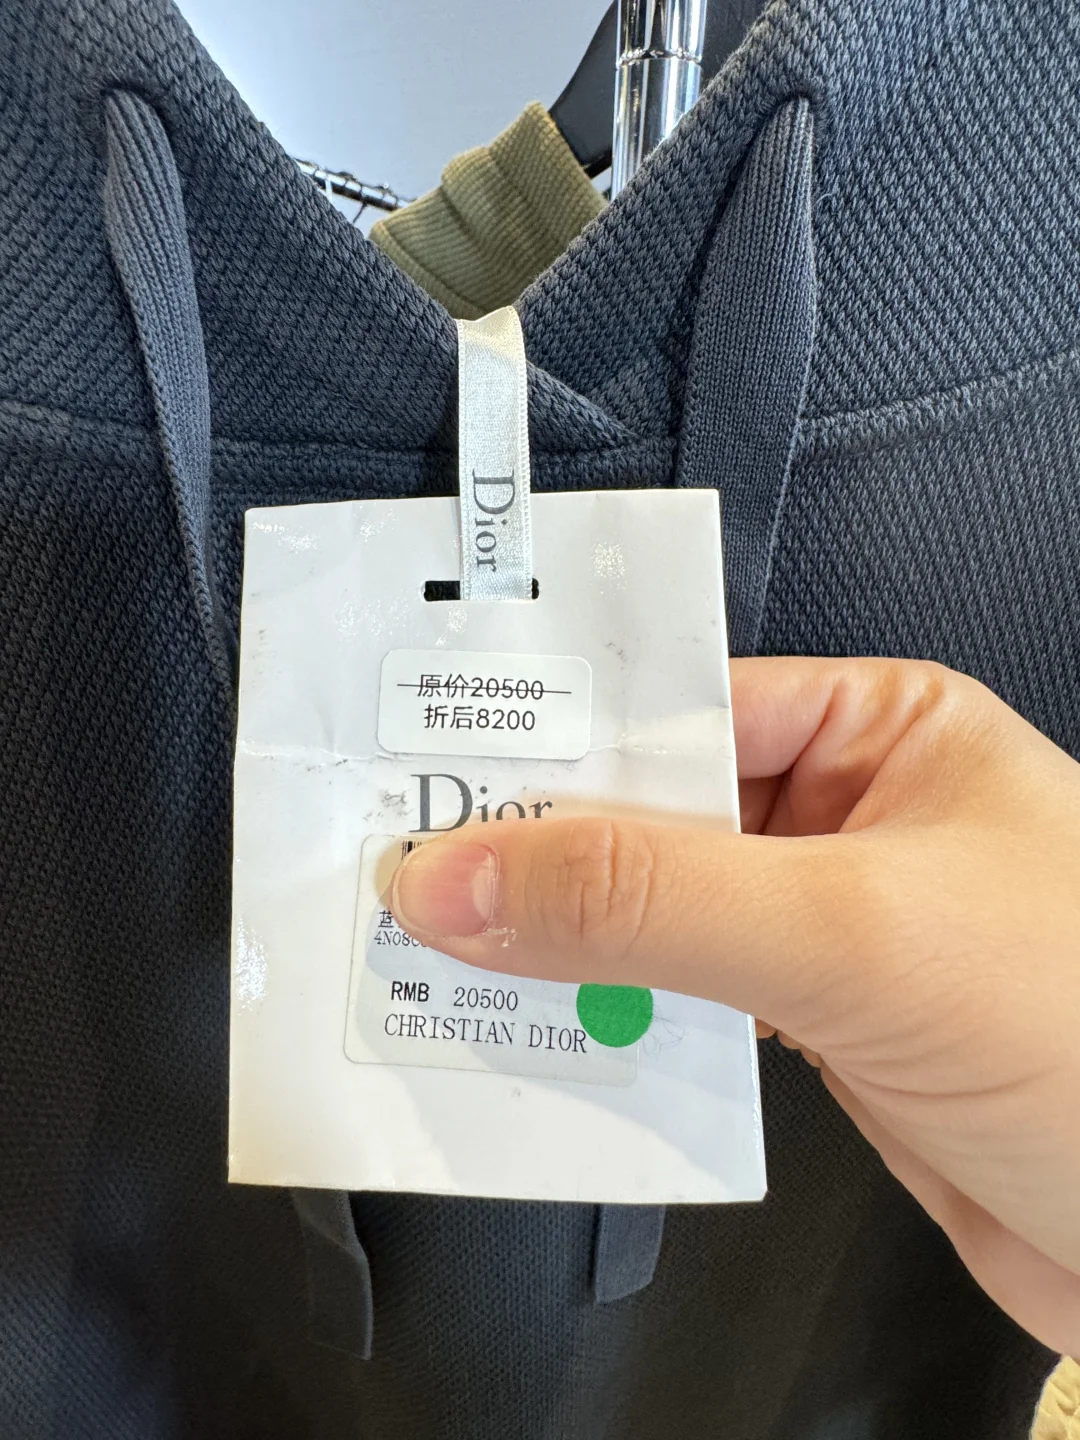 Dior
原价20500
折后8200
Dior
蓝
RMB 20500
CHRISTIAN DIOR